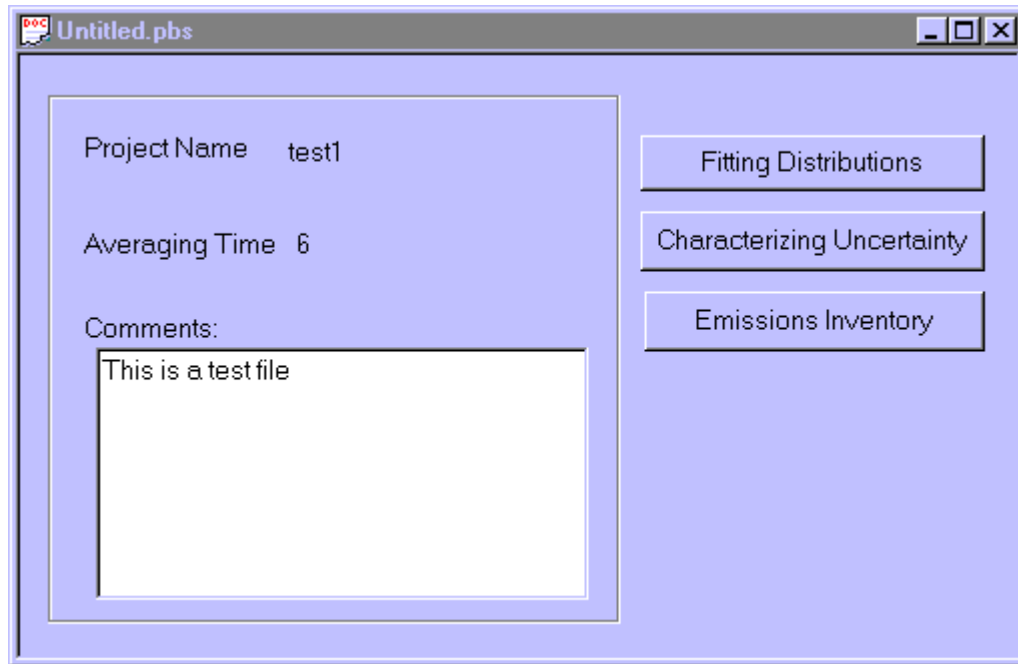 DOC
Untitled.pbs
Project Name test1
Averaging Time 6
Comments:
This is a test file
Fitting Distributions
Characterizing Uncertainty
Emissions Inventory